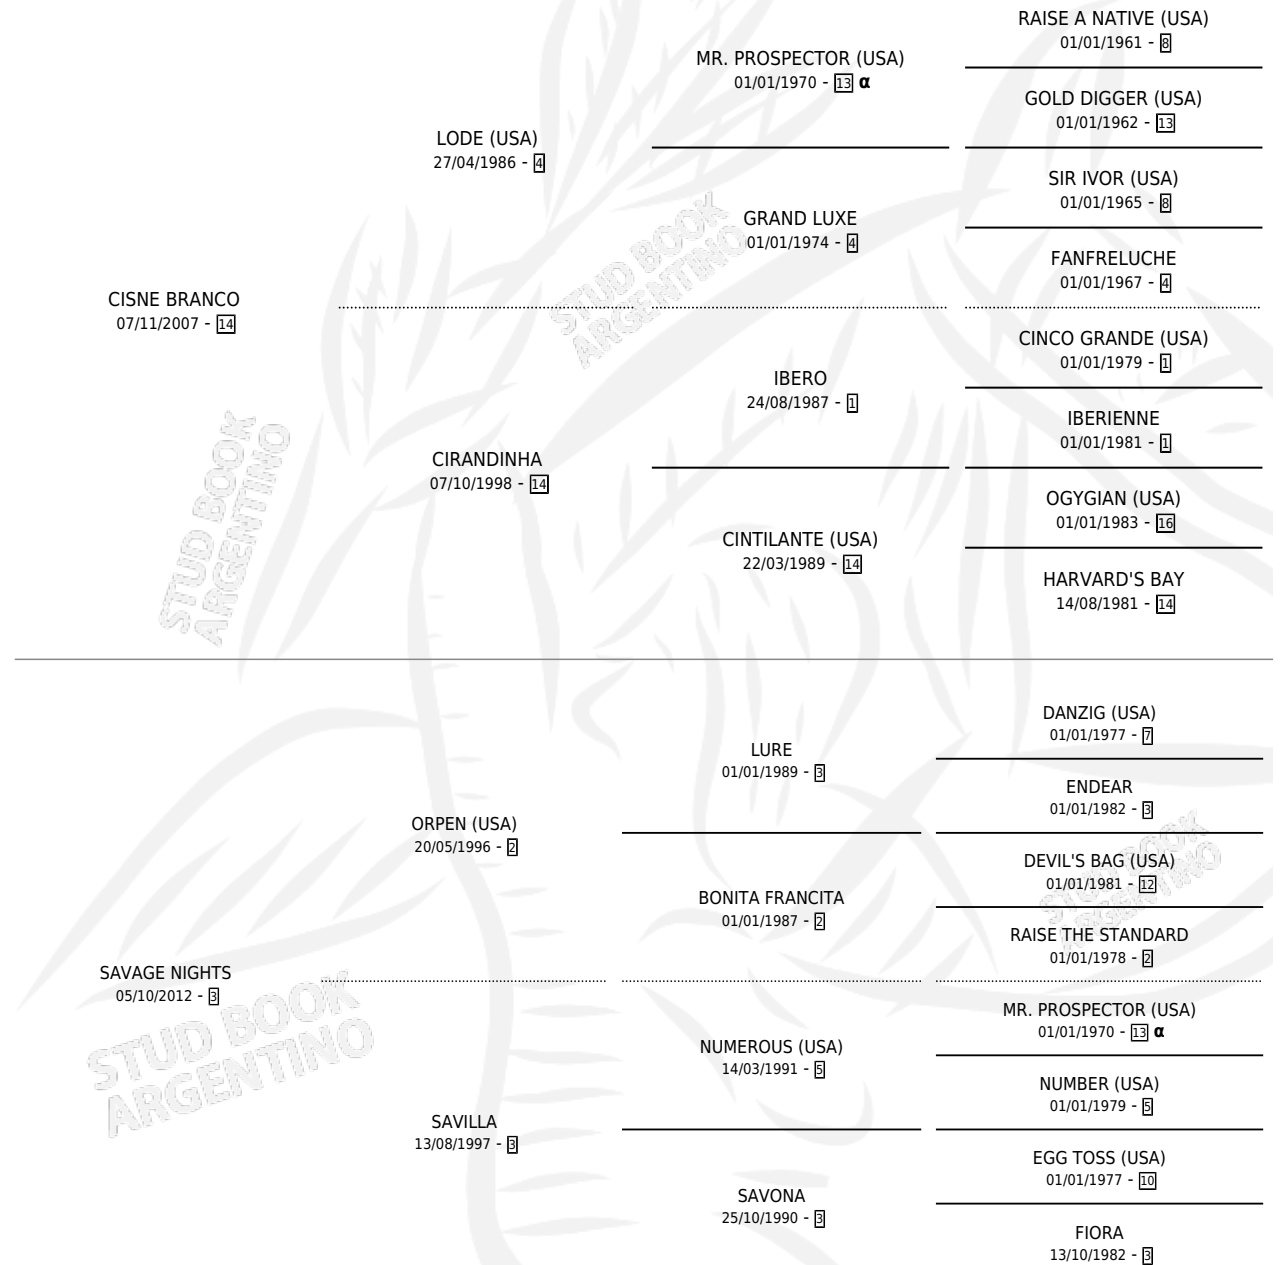 RAISE A NATIVE (USA)
01/01/1961 - 8
MR. PROSPECTOR (USA)
01/01/1970 - 13 α
GOLD DIGGER (USA)
01/01/1962 - 13
LODE (USA)
27/04/1986 - 4
SIR IVOR (USA)
01/01/1965 - 8
GRAND LUXE
01/01/1974 - 4
FANFRELUCHE
01/01/1967 - 4
CISNE BRANCO
07/11/2007 - 14
CINCO GRANDE (USA)
01/01/1979 - 1
IBERO
24/08/1987 - 1
IBERIENNE
01/01/1981 - 1
CIRANDINHA
07/10/1998 - 14
OGYGIAN (USA)
01/01/1983 - 16
CINTILANTE (USA)
22/03/1989 - 14
HARVARD'S BAY
14/08/1981 - 14
DANZIG (USA)
01/01/1977 - 7
LURE
01/01/1989 - 3
ENDEAR
01/01/1982 - 3
ORPEN (USA)
20/05/1996 - 2
DEVIL'S BAG (USA)
01/01/1981 - 12
BONITA FRANCITA
01/01/1987 - 2
RAISE THE STANDARD
01/01/1978 - 2
SAVAGE NIGHTS
05/10/2012 - 3
MR. PROSPECTOR (USA)
01/01/1970 - 13 α
NUMEROUS (USA)
14/03/1991 - 5
NUMBER (USA)
01/01/1979 - 5
SAVILLA
13/08/1997 - 3
EGG TOSS (USA)
01/01/1977 - 10
SAVONA
25/10/1990 - 3
FIORA
13/10/1982 - 3
STUD BOOK
ARGENTINO
STUD BOOK
ARGENTINO
STUD BOOK
ARGENTINO
STUD BOOK
ARGENTINO